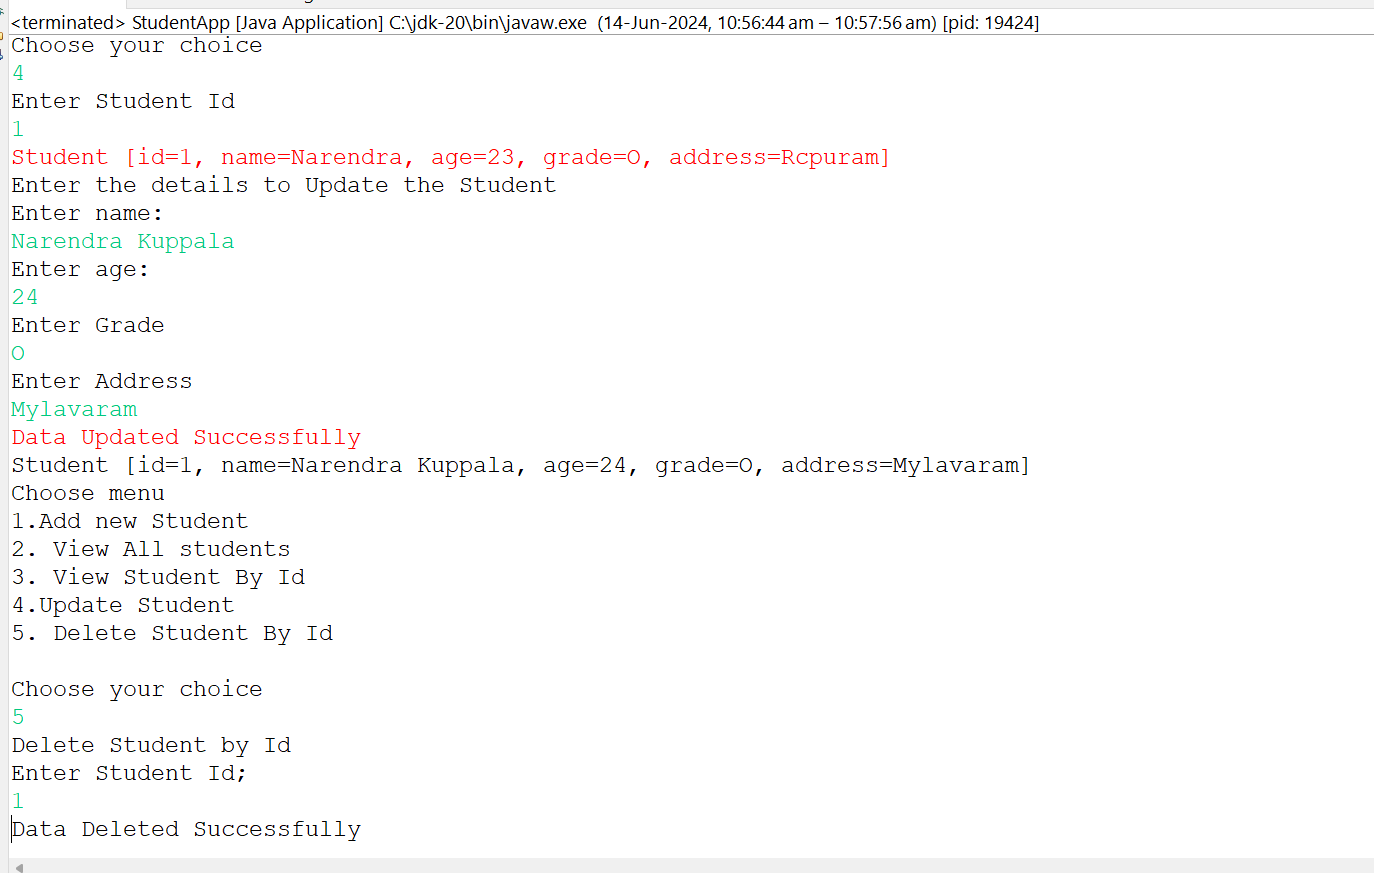 <terminated> StudentApp [Java Application] C:\jdk-20\bin\javaw.exe (14-Jun-2024, 10:56:44 am – 10:57:56 am) [pid: 19424]
Choose your choice
4
Enter Student Id
1
Student [id=1, name=Narendra, age=23, grade=O, address=Rcpuram]
Enter the details to Update the Student
Enter name:
Narendra Kuppala
Enter age:
24
Enter Grade
O
Enter Address
Mylavaram
Data Updated Successfully
Student [id=1, name=Narendra Kuppala, age=24, grade=O, address=Mylavaram]
Choose menu
1.Add new Student
2. View All students
3. View Student By Id
4.Update Student
5. Delete Student By Id
Choose your choice
5
Delete Student by Id
Enter Student Id;
1
Data Deleted Successfully